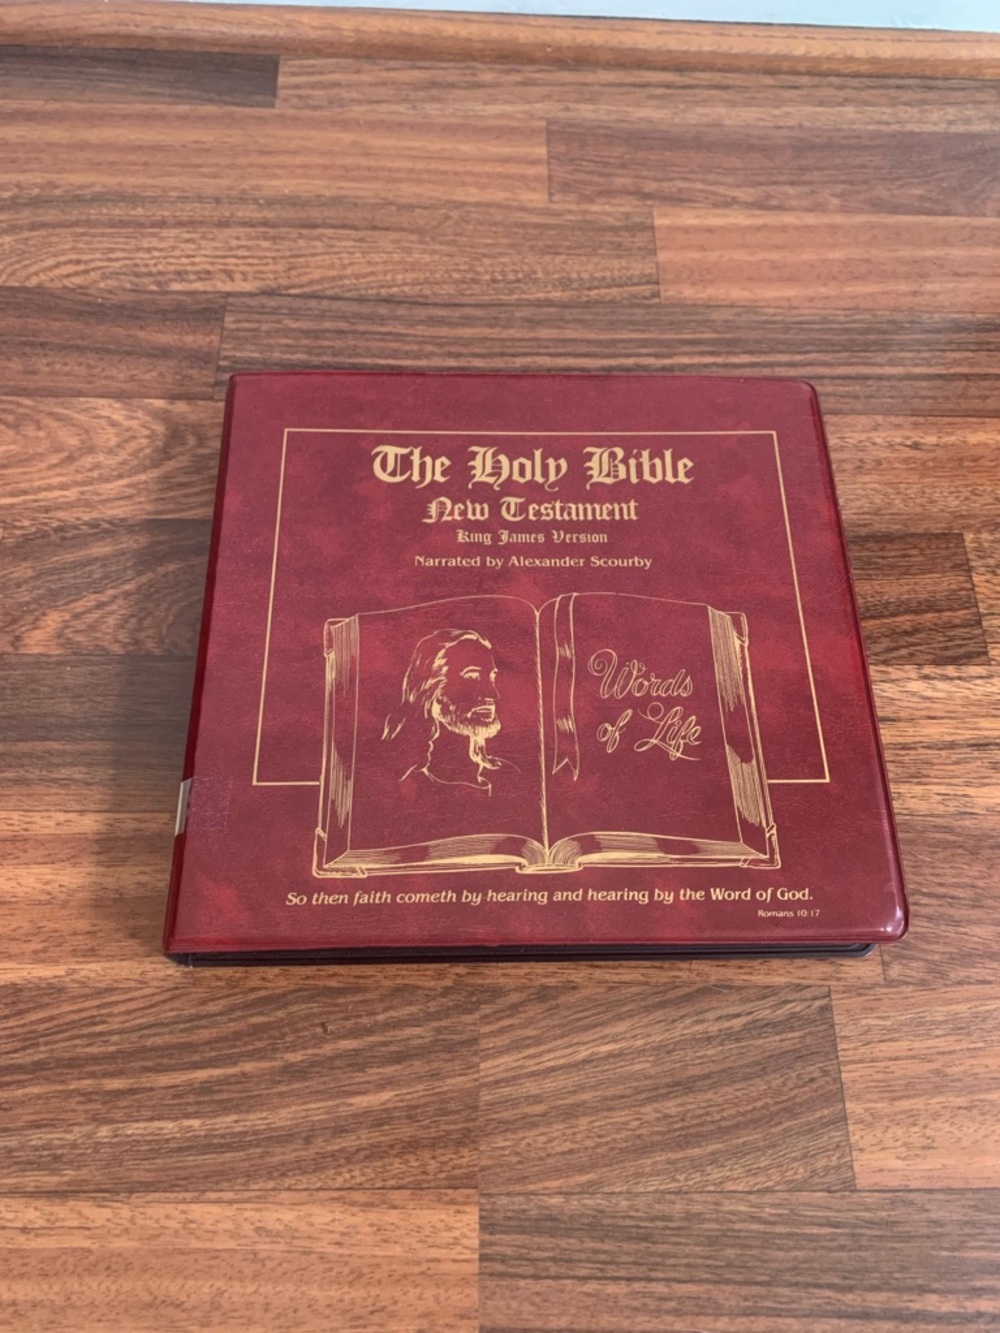 The Holy Bible
New Testament
King James Version
Narrated by Alexander Scourby
Words
of Life
So then faith cometh by hearing and hearing by the Word of God.
Romans 10:17